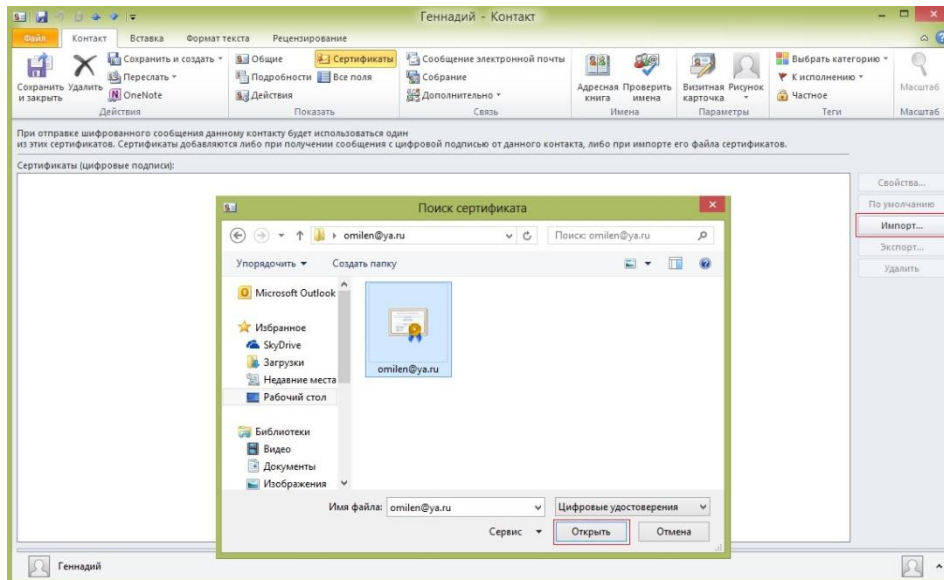 Геннадий - Контакт
Файл Контакт Вставка Формат текста Рецензирование
Сохранить и закрыть
Удалить
Сохранить и создать
Переслать
OneNote
Действия
Общие
Подробности
Действия
Сертификаты
Все поля
Показать
Сообщение электронной почты
Собрание
Дополнительно
Связь
Адресная книга
Проверить имена
Имена
Визитная карточка
Рисунок
Параметры
Выбрать категорию
К исполнению
Частное
Теги
Масштаб
Масштаб
При отправке шифрованного сообщения данному контакту будет использоваться один
из этих сертификатов. Сертификаты добавляются либо при получении сообщения с цифровой подписью от данного контакта, либо при импорте его файла сертификатов.
Сертификаты (цифровые подписи):
Свойства...
По умолчанию
Импорт...
Экспорт...
Удалить
Поиск сертификата
omilen@ya.ru
Поиск: omilen@ya.ru
Упорядочить Создать папку
Microsoft Outlook
Избранное
SkyDrive
Загрузки
Недавние места
Рабочий стол
Библиотеки
Видео
Документы
Изображения
omilen@ya.ru
Имя файла: omilen@ya.ru Цифровые удостоверения
Сервис Открыть Отмена
Геннадий